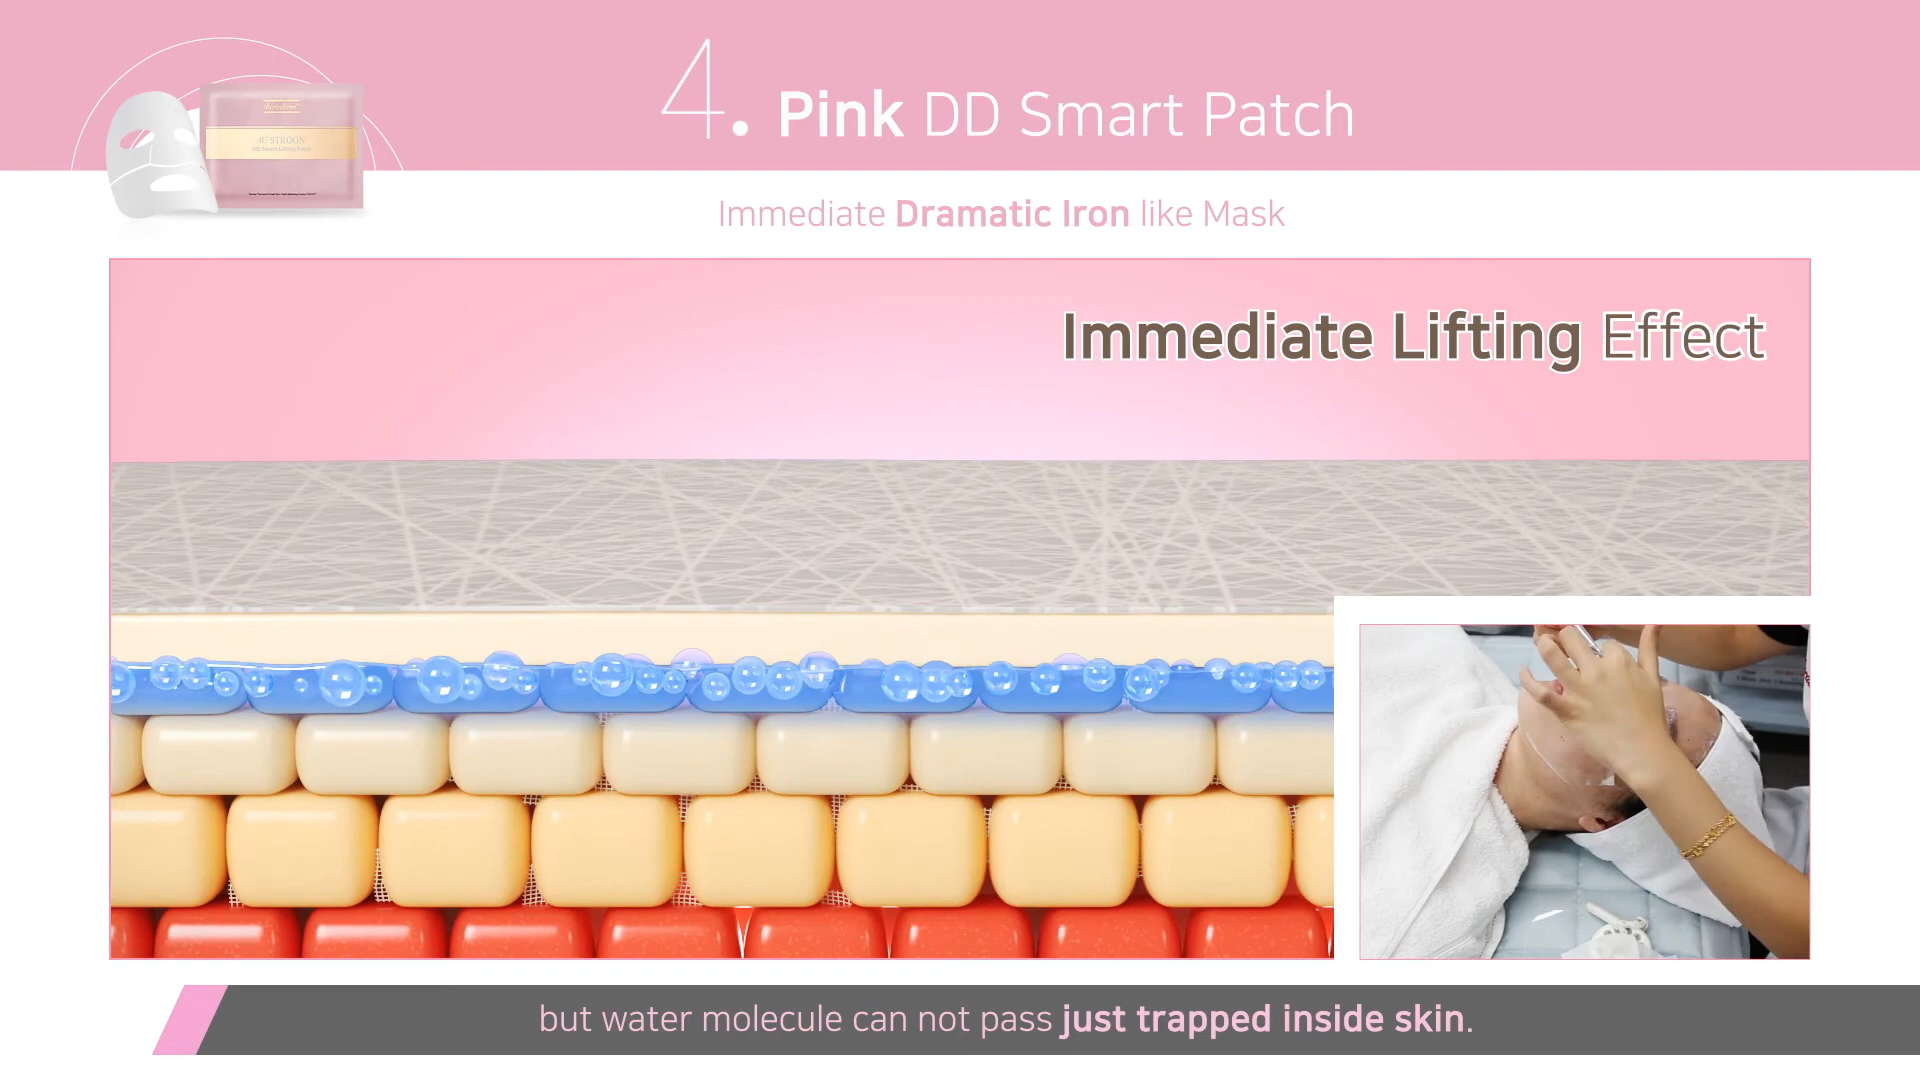 4. Pink DD Smart Patch
Immediate Dramatic Iron like Mask
Immediate Lifting Effect
but water molecule can not pass just trapped inside skin.